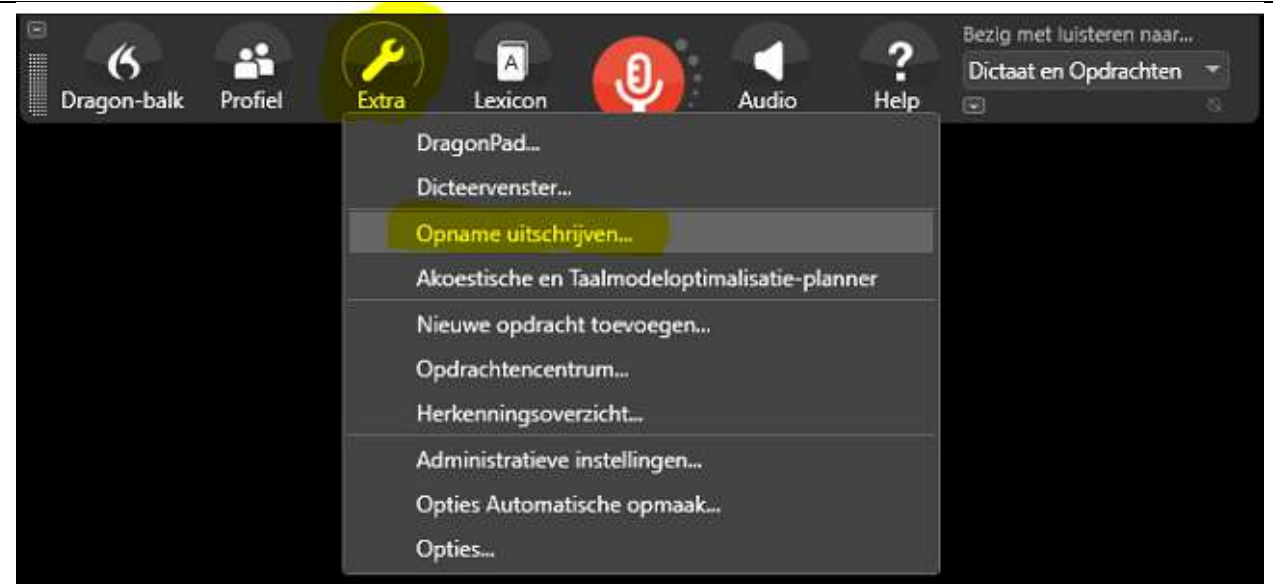 Bezig met luisteren naar...
Dragon-balk Profiel Extra Lexicon Audio Help Dictaat en Opdrachten
DragonPad...
Dicteervenster...
Opname uitschrijven...
Akoestische en Taalmodeloptimalisatie-planner
Nieuwe opdracht toevoegen...
Opdrachtencentrum...
Herkenningsoverzicht...
Administratieve instellingen...
Opties Automatische opmaak...
Opties...